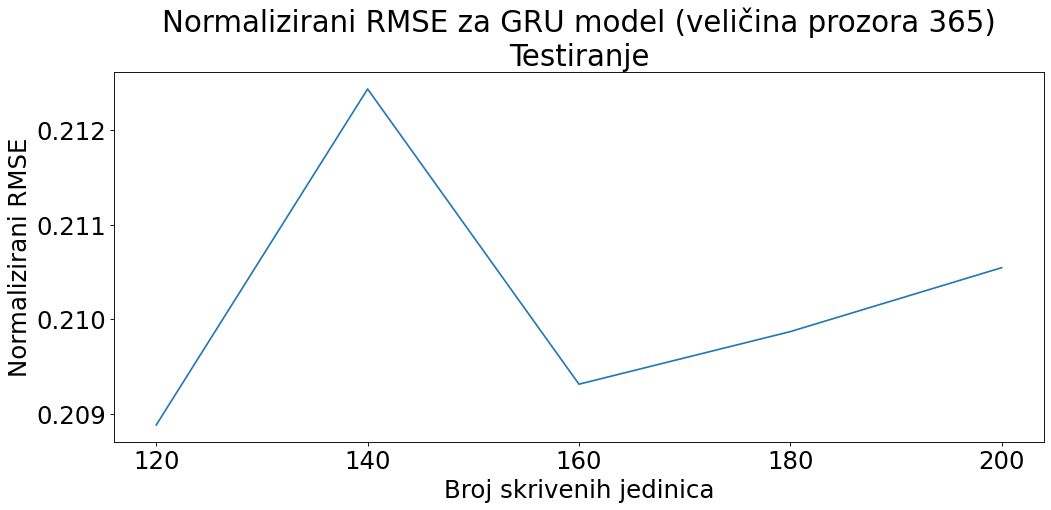 Normalizirani RMSE za GRU model (veličina prozora 365)
Testiranje
Normalizirani RMSE
0.212
0.211
0.210
0.209
120 140 160 180 200
Broj skrivenih jedinica